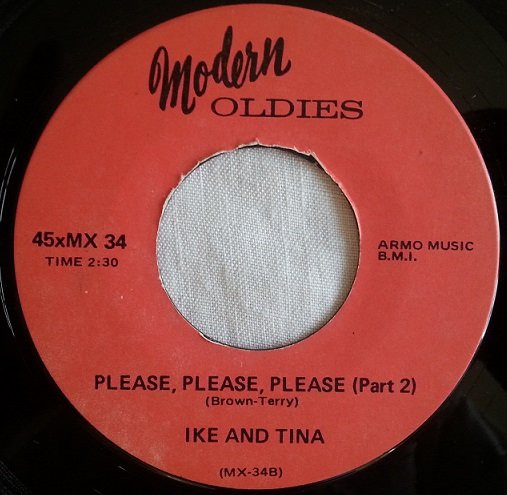 Modern
OLDIES
45xMX 34
TIME 2:30
ARMO MUSIC
B.M.I.
PLEASE, PLEASE, PLEASE (Part 2)
(Brown-Terry)
IKE AND TINA
(MX-34B)